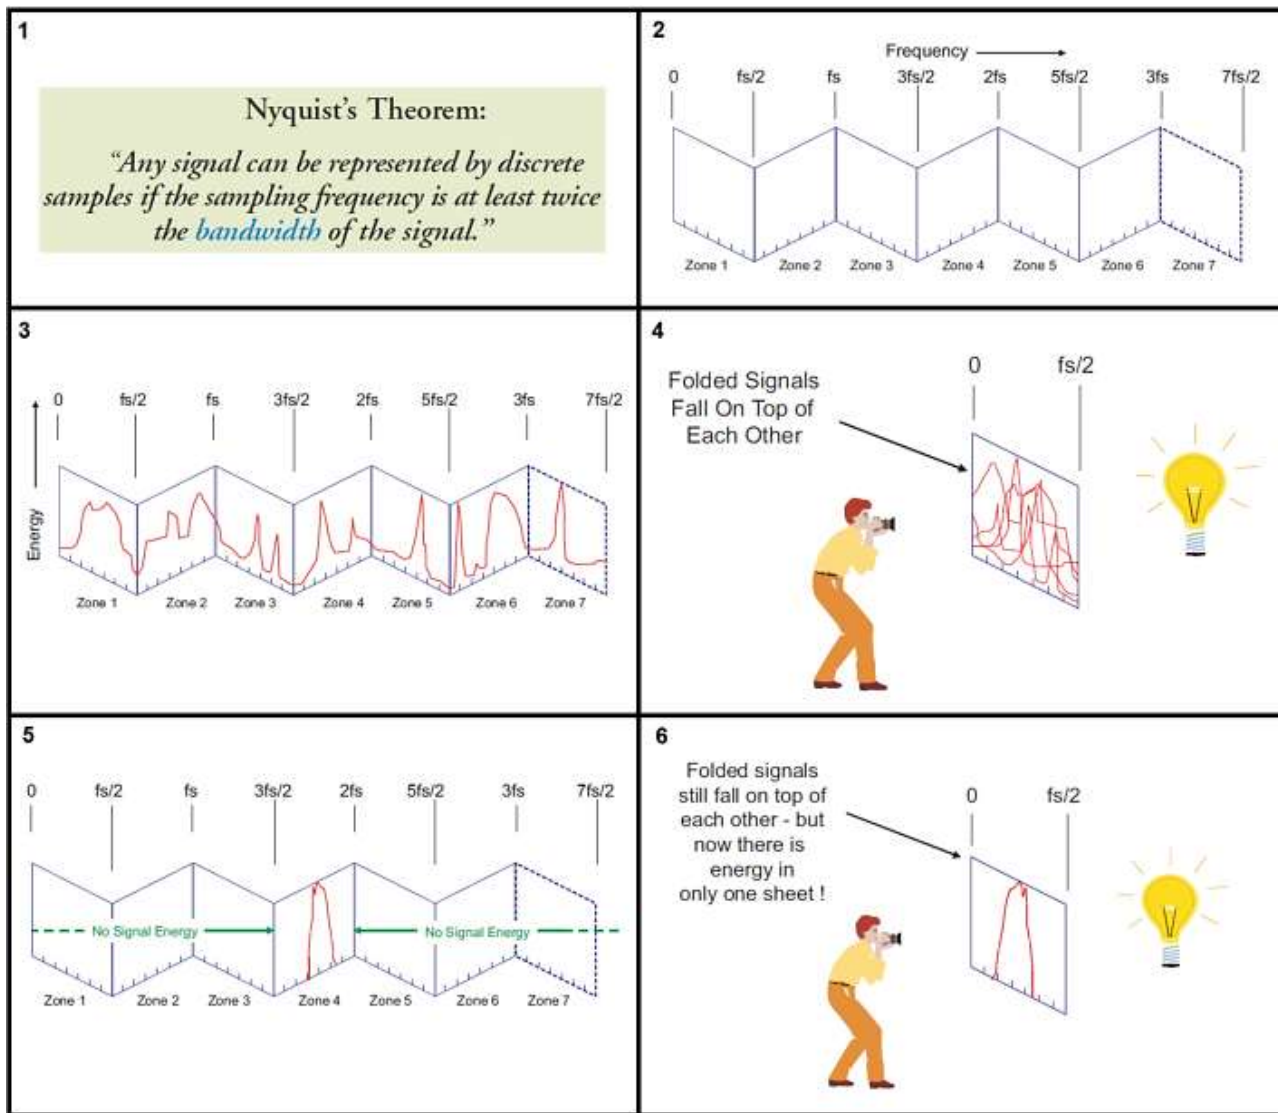 1
Nyquist's Theorem:
"Any signal can be represented by discrete
samples if the sampling frequency is at least twice
the bandwidth of the signal."
2
Frequency
0 fs/2 fs 3fs/2 2fs 5fs/2 3fs 7fs/2
Zone 1 Zone 2 Zone 3 Zone 4 Zone 5 Zone 6 Zone 7
3
0 fs/2 fs 3fs/2 2fs 5fs/2 3fs 7fs/2
Energy
Zone 1 Zone 2 Zone 3 Zone 4 Zone 5 Zone 6 Zone 7
4
0 fs/2
Folded Signals
Fall On Top of
Each Other
5
0 fs/2 fs 3fs/2 2fs 5fs/2 3fs 7fs/2
No Signal Energy No Signal Energy
Zone 1 Zone 2 Zone 3 Zone 4 Zone 5 Zone 6 Zone 7
6
Folded signals
still fall on top of
each other - but
now there is
energy in
only one sheet !
0 fs/2